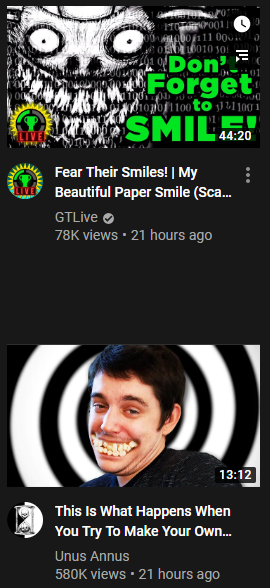 Don't
Forget
to
SMILE!
LIVE
44:20
LIVE
Fear Their Smiles! | My
Beautiful Paper Smile (Sca...
GTLive
78K views • 21 hours ago
13:12
This Is What Happens When
You Try To Make Your Own...
Unus Annus
580K views • 21 hours ago